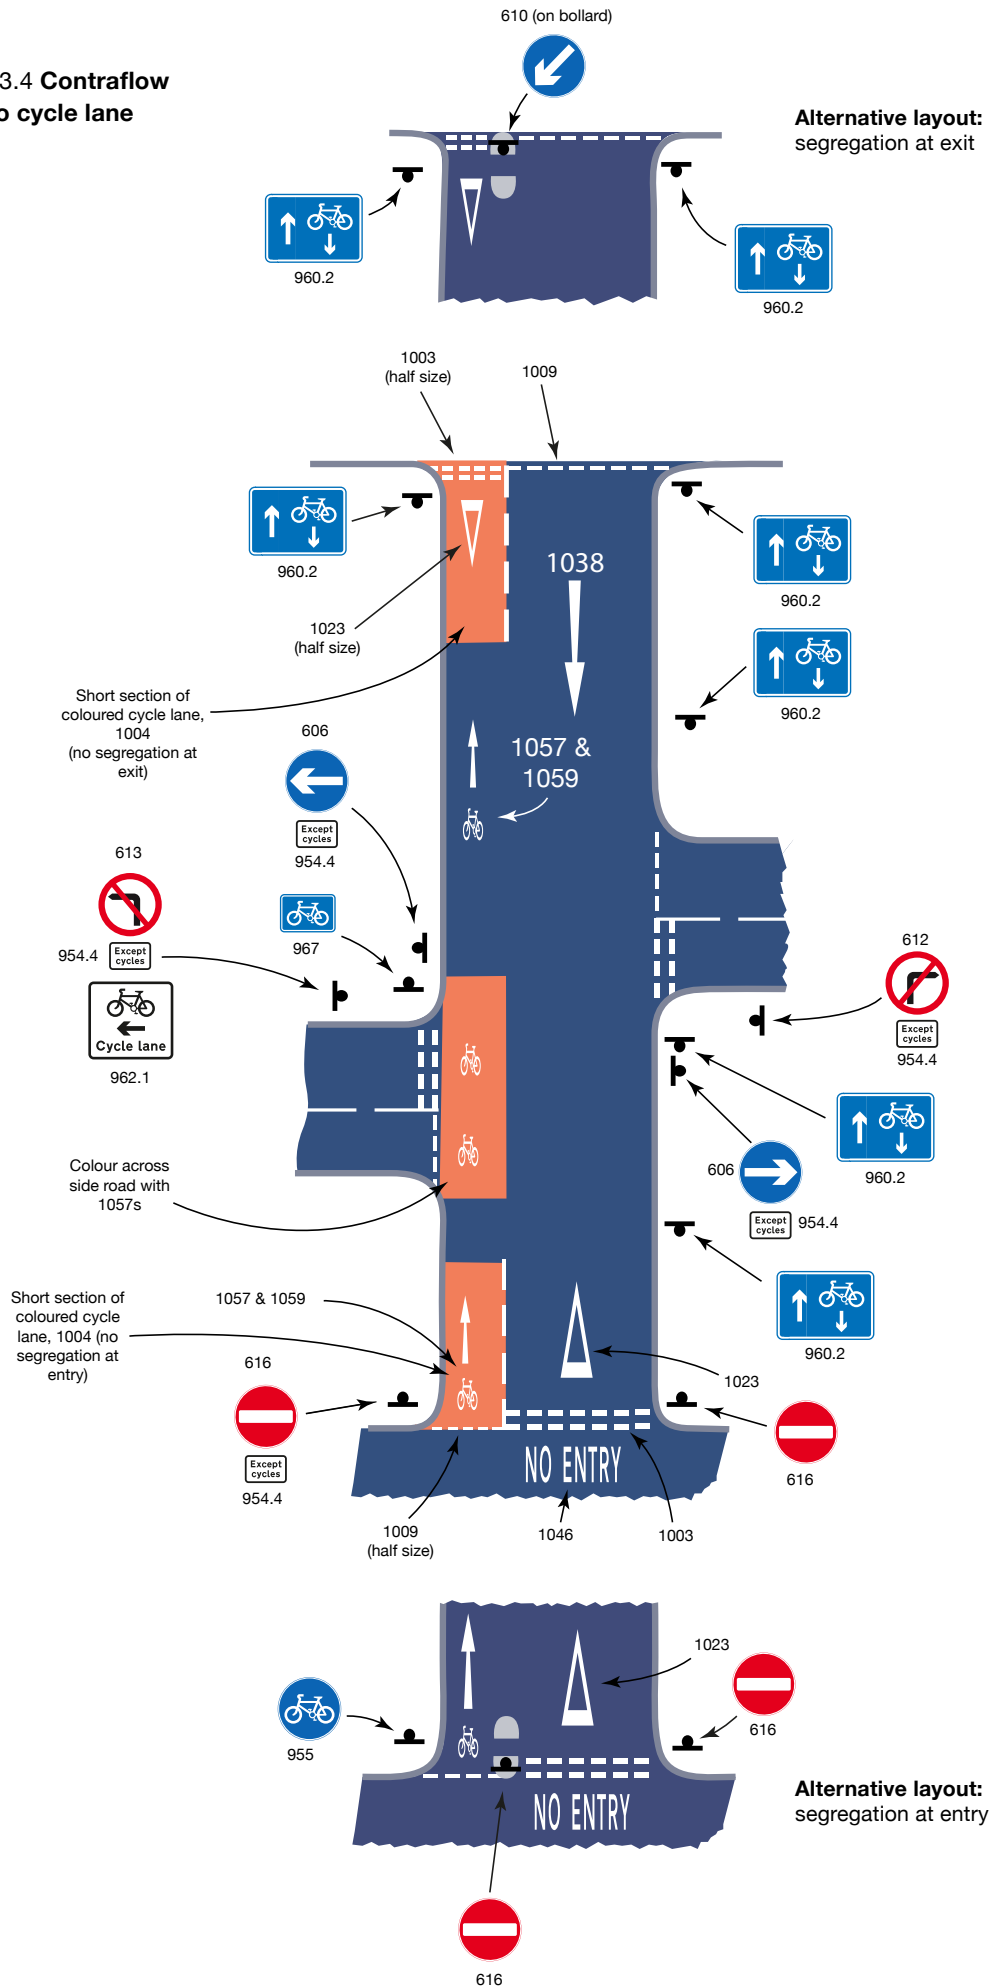 610 (on bollard)
3.4 Contraflow
o cycle lane
Alternative layout:
segregation at exit
960.2
960.2
1003
(half size)
1009
960.2
1038
960.2
1023
(half size)
960.2
Short section of
coloured cycle lane,
1004
(no segregation at
exit)
606
1057 &
1059
Except
cycles
954.4
613
967
954.4
Except
cycles
612
Cycle lane
962.1
Except
cycles
954.4
960.2
Colour across
side road with
1057s
606
Except
cycles
954.4
Short section of
coloured cycle
lane, 1004 (no
segregation at
entry)
1057 & 1059
960.2
616
1023
Except
cycles
954.4
NO ENTRY
616
1009
(half size)
1046
1003
1023
955
616
NO ENTRY
Alternative layout:
segregation at entry
616